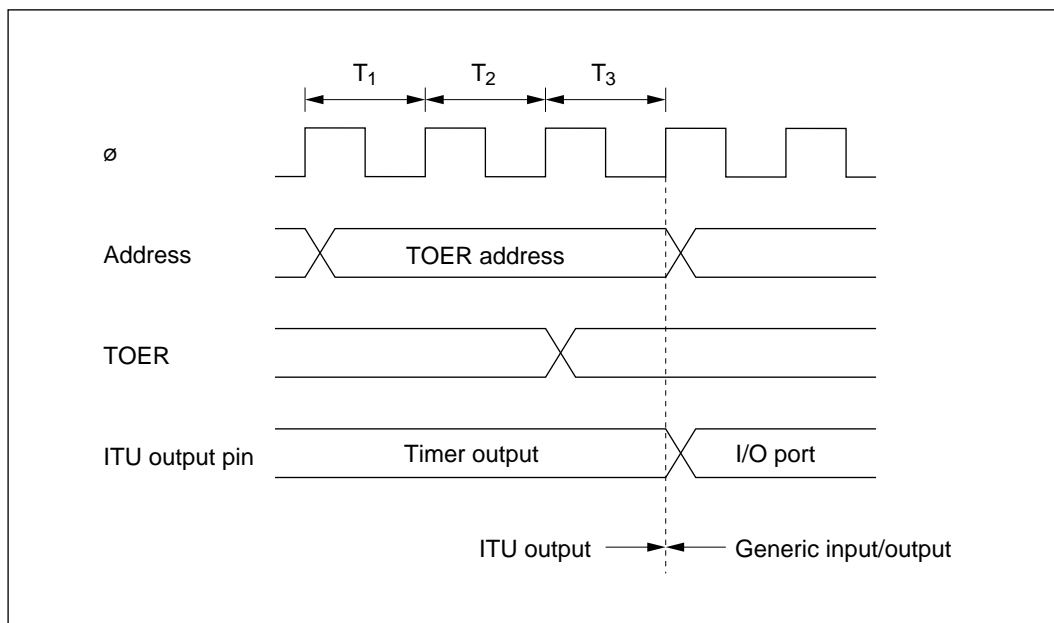 T1 T2 T3
ø
Address TOER address
TOER
ITU output pin Timer output I/O port
ITU output Generic input/output